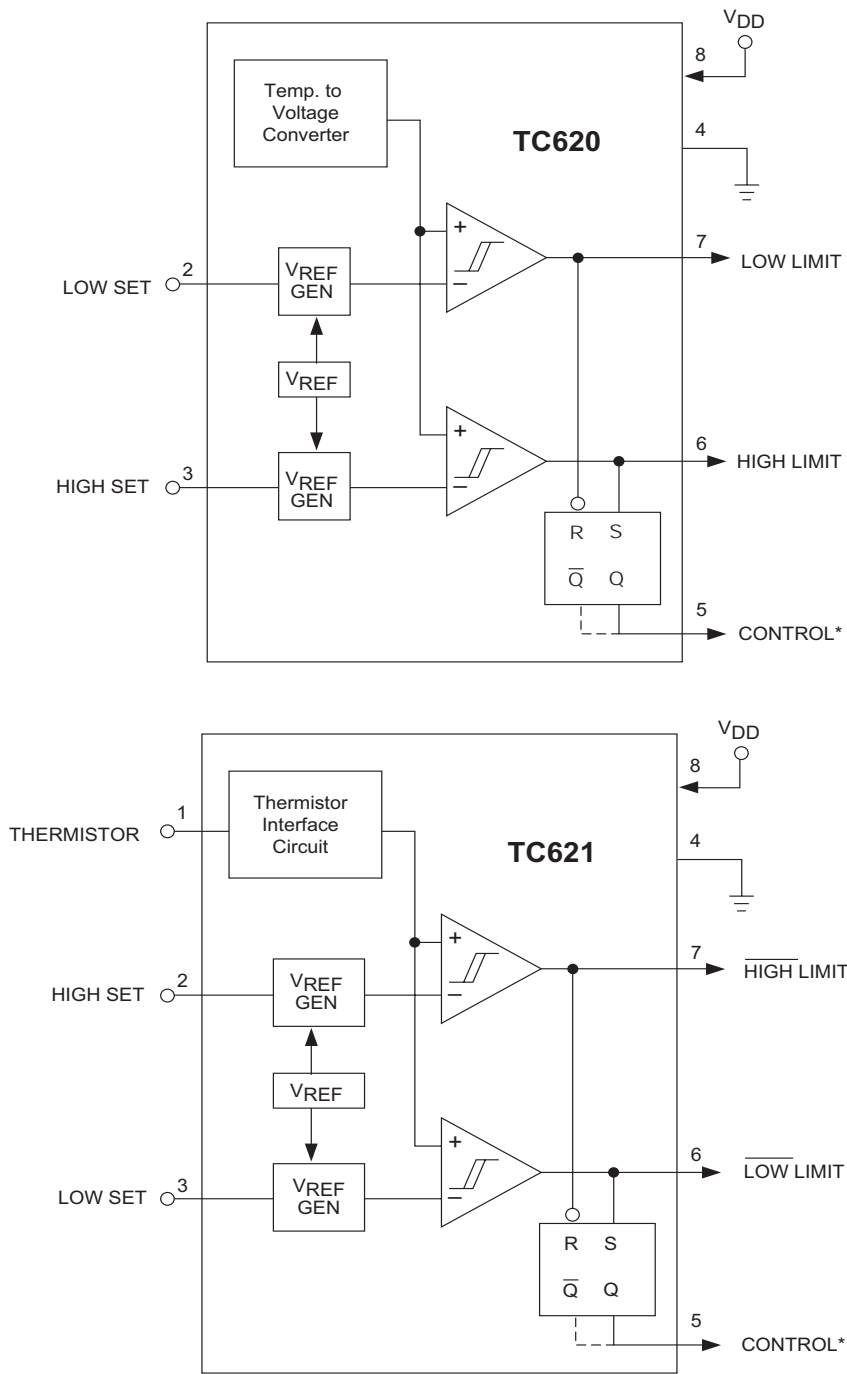 VDD
8
Temp. to
Voltage
Converter
TC620
4
+
7
LOW LIMIT
LOW SET
2
VREF
GEN
−
VREF
+
6
HIGH LIMIT
HIGH SET
3
VREF
GEN
−
R S
Q̅ Q
5
CONTROL*
VDD
8
THERMISTOR
1
Thermistor
Interface
Circuit
TC621
4
+
7
H̅I̅G̅H̅ LIMIT
HIGH SET
2
VREF
GEN
−
VREF
+
6
L̅O̅W̅ LIMIT
LOW SET
3
VREF
GEN
−
R S
Q̅ Q
5
CONTROL*